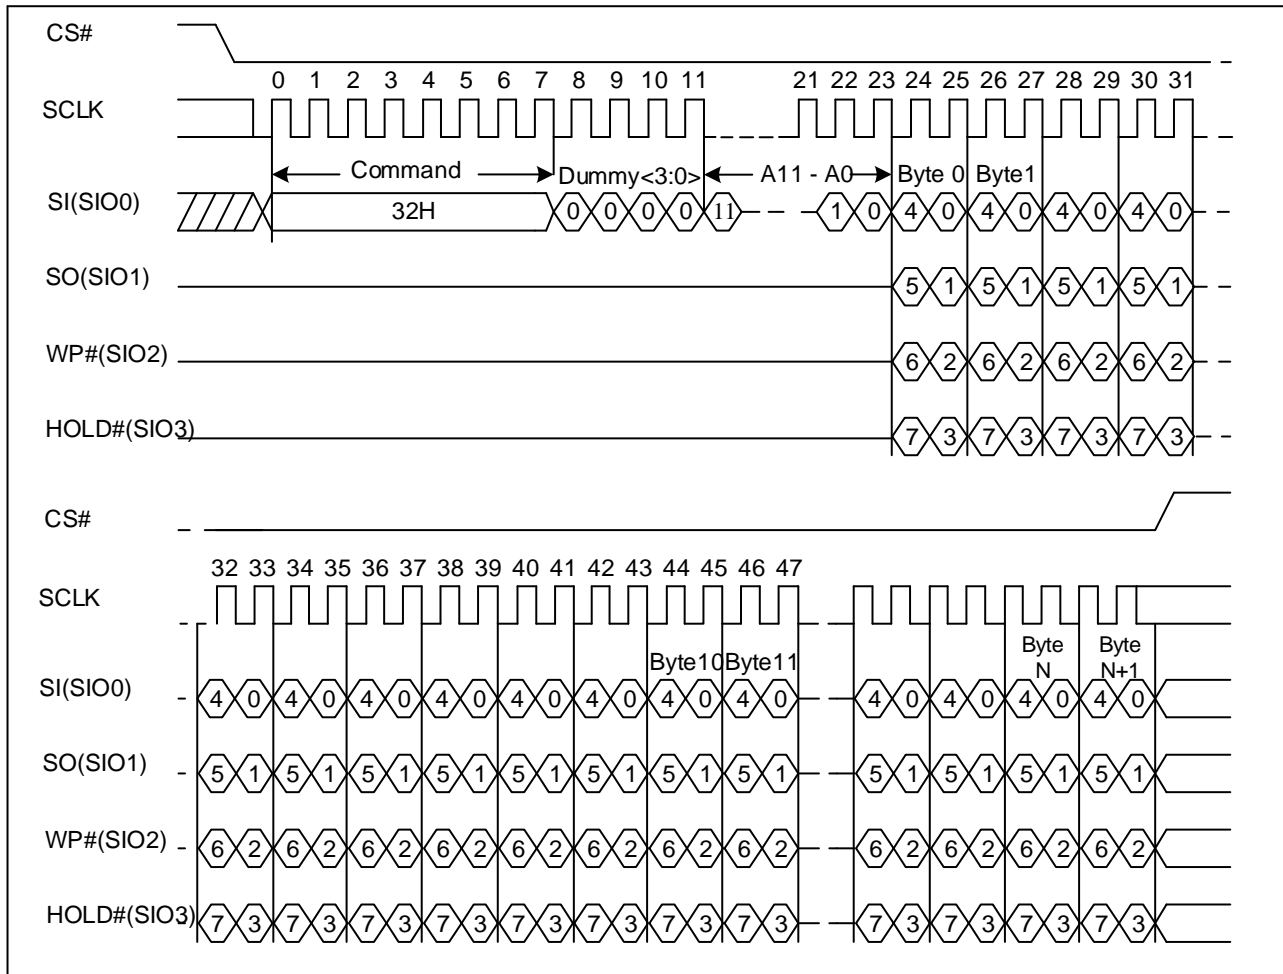 CS#
0 1 2 3 4 5 6 7 8 9 10 11 21 22 23 24 25 26 27 28 29 30 31
SCLK
Command Dummy<3:0> A11 - A0 Byte 0 Byte1
SI(SIO0) 32H 0 0 0 0 11 1 0 4 0 4 0 4 0 4 0
SO(SIO1) 5 1 5 1 5 1 5 1
WP#(SIO2) 6 2 6 2 6 2 6 2
HOLD#(SIO3) 7 3 7 3 7 3 7 3
CS#
32 33 34 35 36 37 38 39 40 41 42 43 44 45 46 47
SCLK
Byte10 Byte11 Byte N Byte N+1
SI(SIO0) 4 0 4 0 4 0 4 0 4 0 4 0 4 0 4 0 4 0 4 0 4 0 4 0
SO(SIO1) 5 1 5 1 5 1 5 1 5 1 5 1 5 1 5 1 5 1 5 1 5 1 5 1
WP#(SIO2) 6 2 6 2 6 2 6 2 6 2 6 2 6 2 6 2 6 2 6 2 6 2 6 2
HOLD#(SIO3) 7 3 7 3 7 3 7 3 7 3 7 3 7 3 7 3 7 3 7 3 7 3 7 3